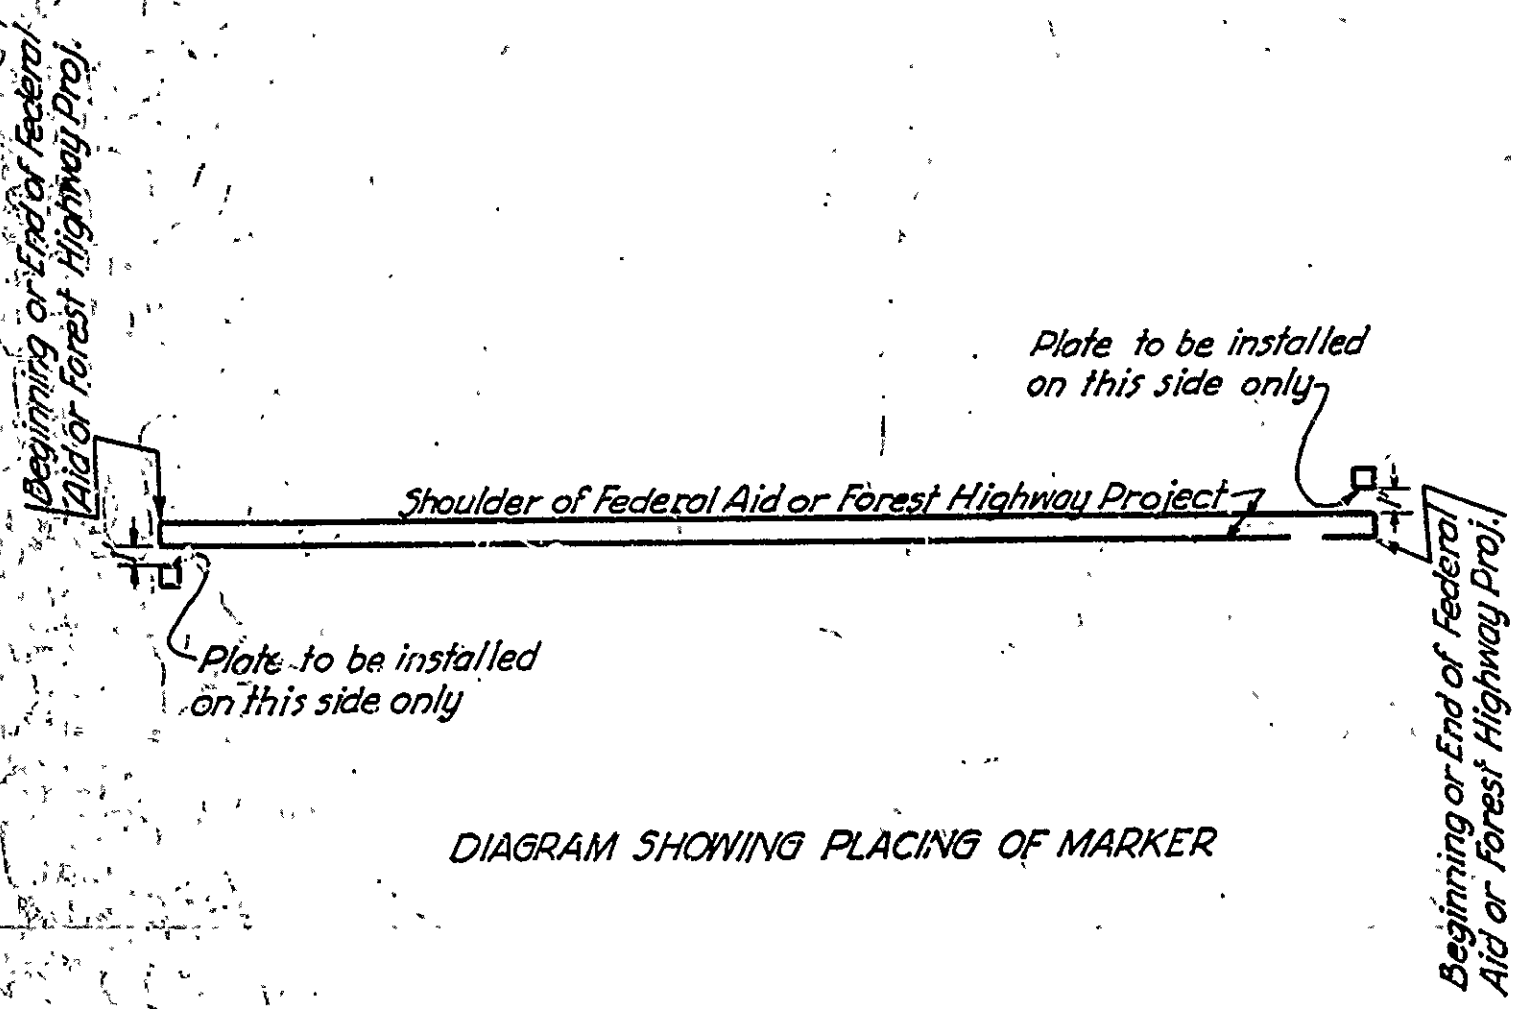 Beginning or End of Federal
Aid or Forest Highway Proj.
Plate to be installed
on this side only
Shoulder of Federal Aid or Forest Highway Project
Plate to be installed
on this side only
Beginning or End of Federal
Aid or Forest Highway Proj.
DIAGRAM SHOWING PLACING OF MARKER